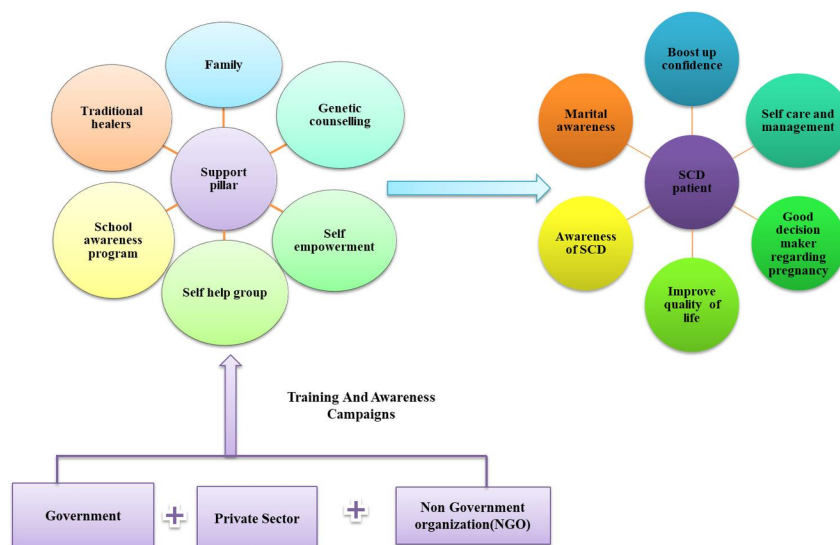 Family
Traditional
healers
Genetic
counselling
Support
pillar
School
awareness
program
Self
empowerment
Self help group
Boost up
confidence
Marital
awareness
Self care and
management
SCD
patient
Awareness
of SCD
Good
decision
maker
regarding
pregnancy
Improve
quality of
life
Training And Awareness
Campaigns
Government
+
Private Sector
+
Non Government
organization(NGO)